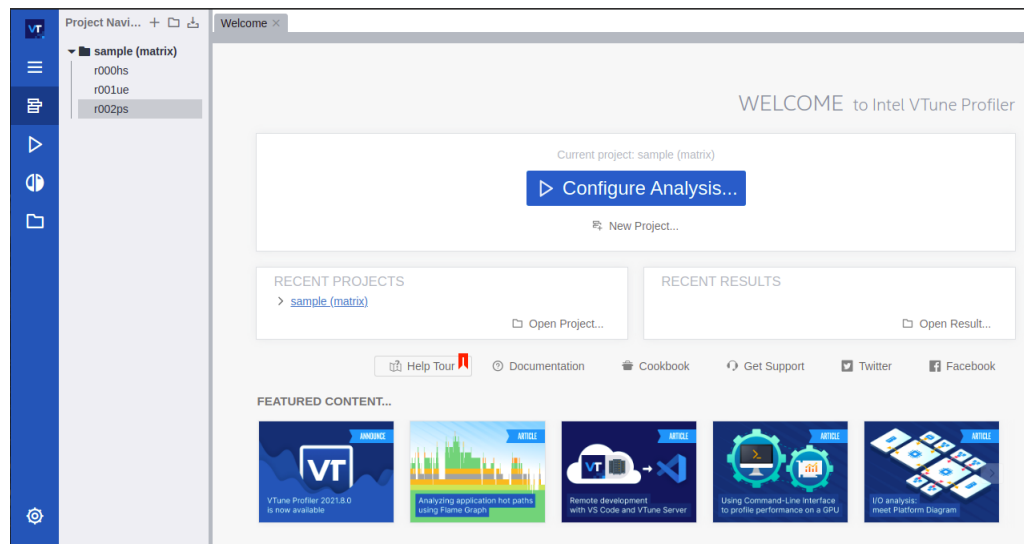 VT
Project Navi...
Welcome
sample (matrix)
r000hs
r001ue
r002ps
WELCOME to Intel VTune Profiler
Current project: sample (matrix)
Configure Analysis...
New Project...
RECENT PROJECTS
sample (matrix)
Open Project...
RECENT RESULTS
Open Result...
Help Tour
Documentation
Cookbook
Get Support
Twitter
Facebook
FEATURED CONTENT...
ANNOUNCE
VT
VTune Profiler 2021.8.0
is now available
ARTICLE
Analyzing application hot paths
using Flame Graph
ARTICLE
VT
Remote development
with VS Code and VTune Server
ARTICLE
Using Command-Line interface
to profile performance on a GPU
ARTICLE
I/O analysis:
meet Platform Diagram